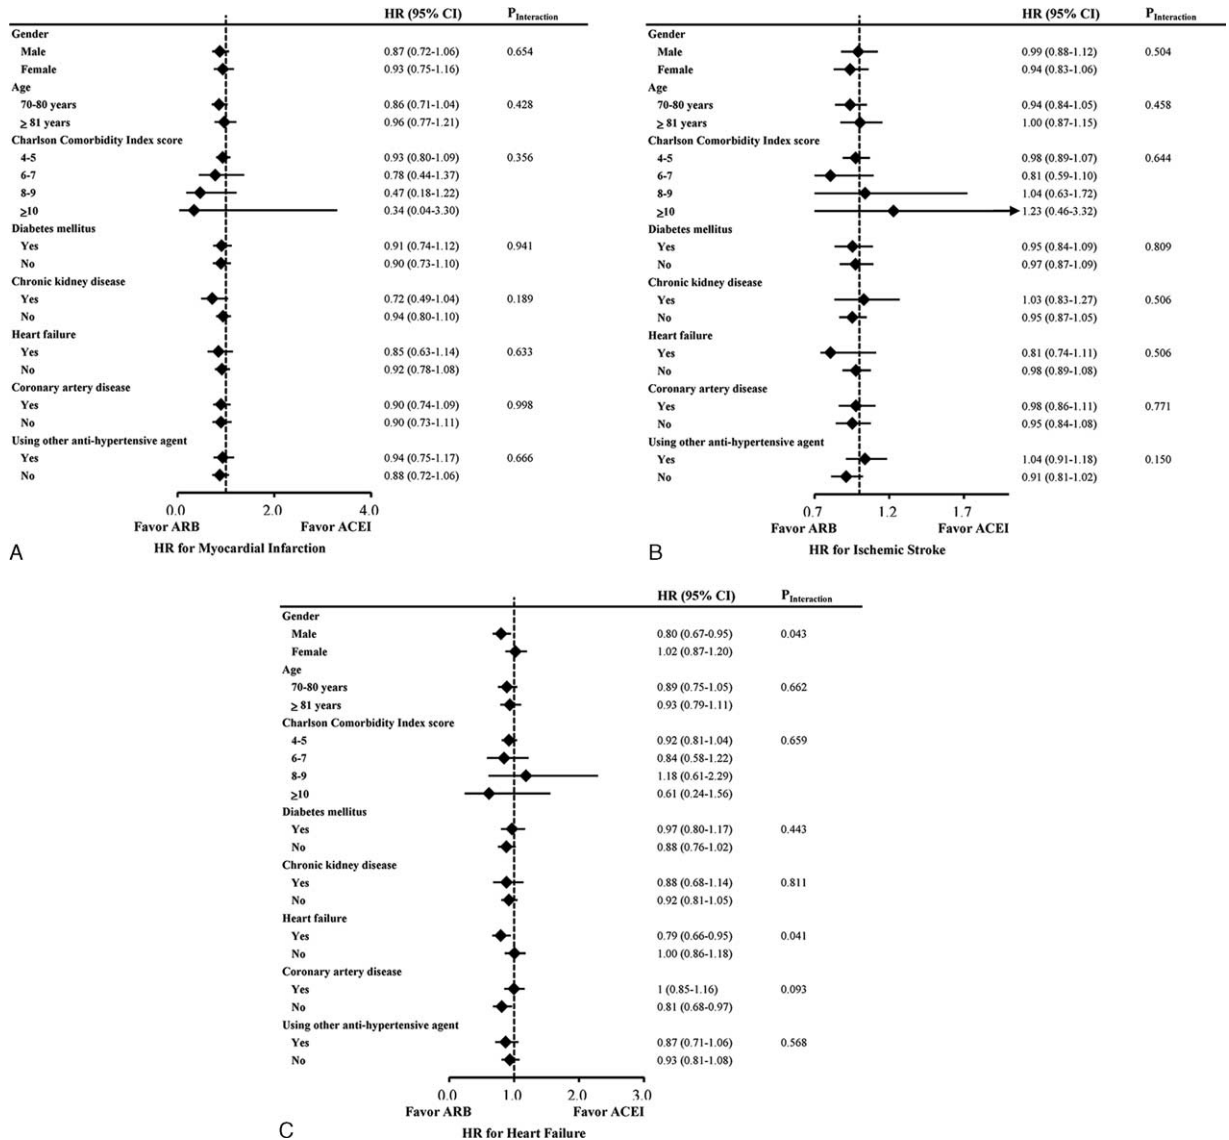 HR (95% CI) P Interaction
Gender
Male 0.87 (0.72-1.06) 0.654
Female 0.93 (0.75-1.16)
Age
70-80 years 0.86 (0.71-1.04) 0.428
≥ 81 years 0.96 (0.77-1.21)
Charlson Comorbidity Index score
4-5 0.93 (0.80-1.09) 0.356
6-7 0.78 (0.44-1.37)
8-9 0.47 (0.18-1.22)
≥10 0.34 (0.04-3.30)
Diabetes mellitus
Yes 0.91 (0.74-1.12) 0.941
No 0.90 (0.73-1.10)
Chronic kidney disease
Yes 0.72 (0.49-1.04) 0.189
No 0.94 (0.80-1.10)
Heart failure
Yes 0.85 (0.63-1.14) 0.633
No 0.92 (0.78-1.08)
Coronary artery disease
Yes 0.90 (0.74-1.09) 0.998
No 0.90 (0.73-1.11)
Using other anti-hypertensive agent
Yes 0.94 (0.75-1.17) 0.666
No 0.88 (0.72-1.06)
0.0 2.0 4.0
Favor ARB Favor ACEI
A HR for Myocardial Infarction
HR (95% CI) P Interaction
Gender
Male 0.99 (0.88-1.12) 0.504
Female 0.94 (0.83-1.06)
Age
70-80 years 0.94 (0.84-1.05) 0.458
≥ 81 years 1.00 (0.87-1.15)
Charlson Comorbidity Index score
4-5 0.98 (0.89-1.07) 0.644
6-7 0.81 (0.59-1.10)
8-9 1.04 (0.63-1.72)
≥10 1.23 (0.46-3.32)
Diabetes mellitus
Yes 0.95 (0.84-1.09) 0.809
No 0.97 (0.87-1.09)
Chronic kidney disease
Yes 1.03 (0.83-1.27) 0.506
No 0.95 (0.87-1.05)
Heart failure
Yes 0.81 (0.74-1.11) 0.506
No 0.98 (0.89-1.08)
Coronary artery disease
Yes 0.98 (0.86-1.11) 0.771
No 0.95 (0.84-1.08)
Using other anti-hypertensive agent
Yes 1.04 (0.91-1.18) 0.150
No 0.91 (0.81-1.02)
0.7 1.2 1.7
Favor ARB Favor ACEI
B HR for Ischemic Stroke
HR (95% CI) P Interaction
Gender
Male 0.80 (0.67-0.95) 0.043
Female 1.02 (0.87-1.20)
Age
70-80 years 0.89 (0.75-1.05) 0.662
≥ 81 years 0.93 (0.79-1.11)
Charlson Comorbidity Index score
4-5 0.92 (0.81-1.04) 0.659
6-7 0.84 (0.58-1.22)
8-9 1.18 (0.61-2.29)
≥10 0.61 (0.24-1.56)
Diabetes mellitus
Yes 0.97 (0.80-1.17) 0.443
No 0.88 (0.76-1.02)
Chronic kidney disease
Yes 0.88 (0.68-1.14) 0.811
No 0.92 (0.81-1.05)
Heart failure
Yes 0.79 (0.66-0.95) 0.041
No 1.00 (0.86-1.18)
Coronary artery disease
Yes 1 (0.85-1.16) 0.093
No 0.81 (0.68-0.97)
Using other anti-hypertensive agent
Yes 0.87 (0.71-1.06) 0.568
No 0.93 (0.81-1.08)
0.0 1.0 2.0 3.0
Favor ARB Favor ACEI
C HR for Heart Failure